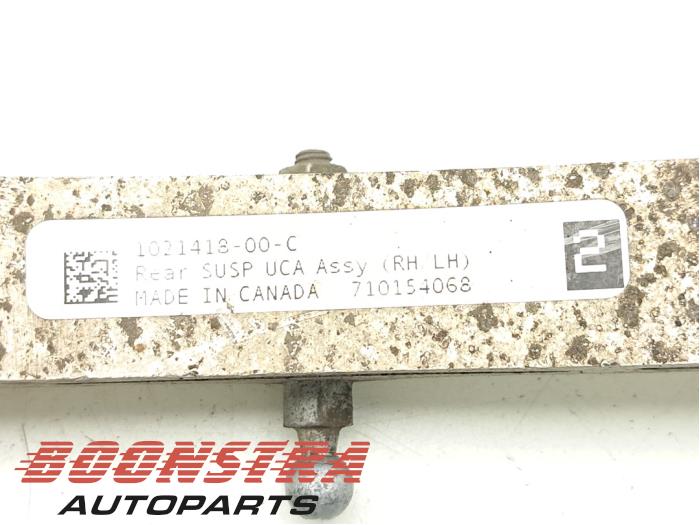 1021418-00-C
Rear SUSP UCA Assy (RH/LH)
MADE IN CANADA 710154068
2
BOONSTRA
AUTOPARTS